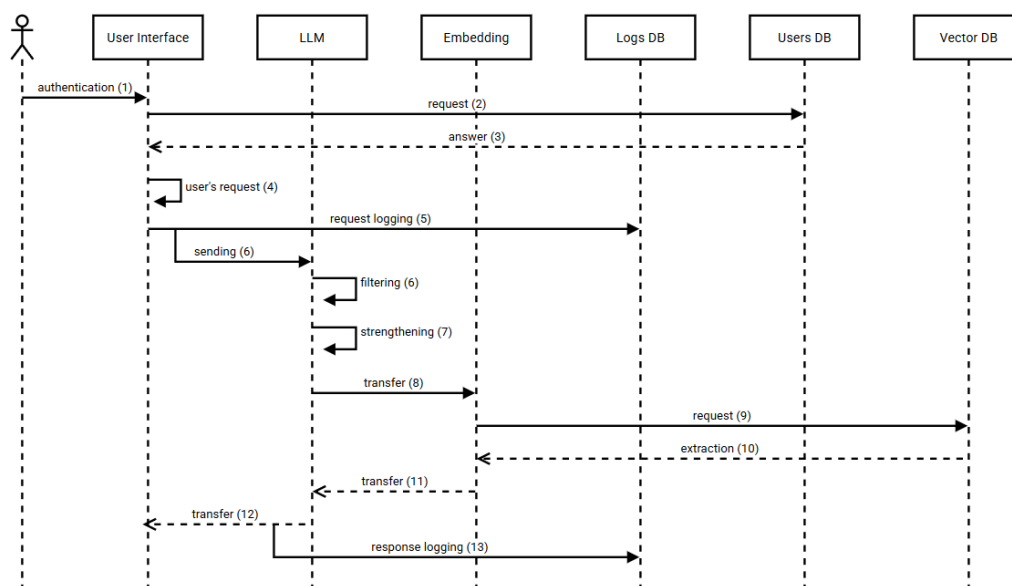 User Interface
LLM
Embedding
Logs DB
Users DB
Vector DB
authentication (1)
request (2)
answer (3)
user's request (4)
request logging (5)
sending (6)
filtering (6)
strengthening (7)
transfer (8)
request (9)
extraction (10)
transfer (11)
transfer (12)
response logging (13)